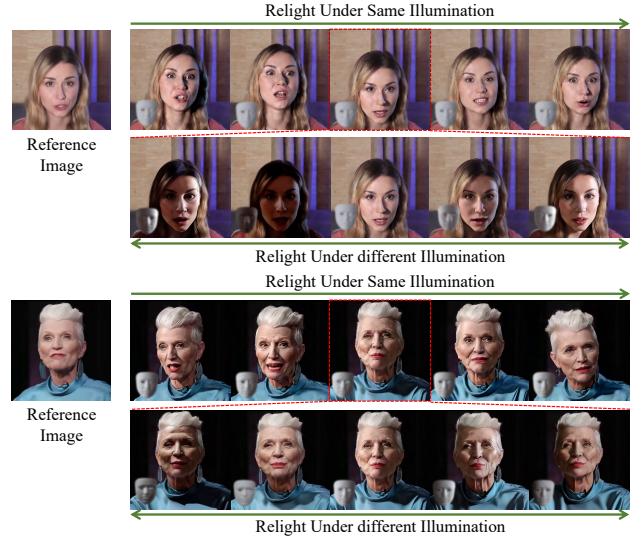 Relight Under Same Illumination
Reference
Image
Relight Under different Illumination
Relight Under Same Illumination
Reference
Image
Relight Under different Illumination